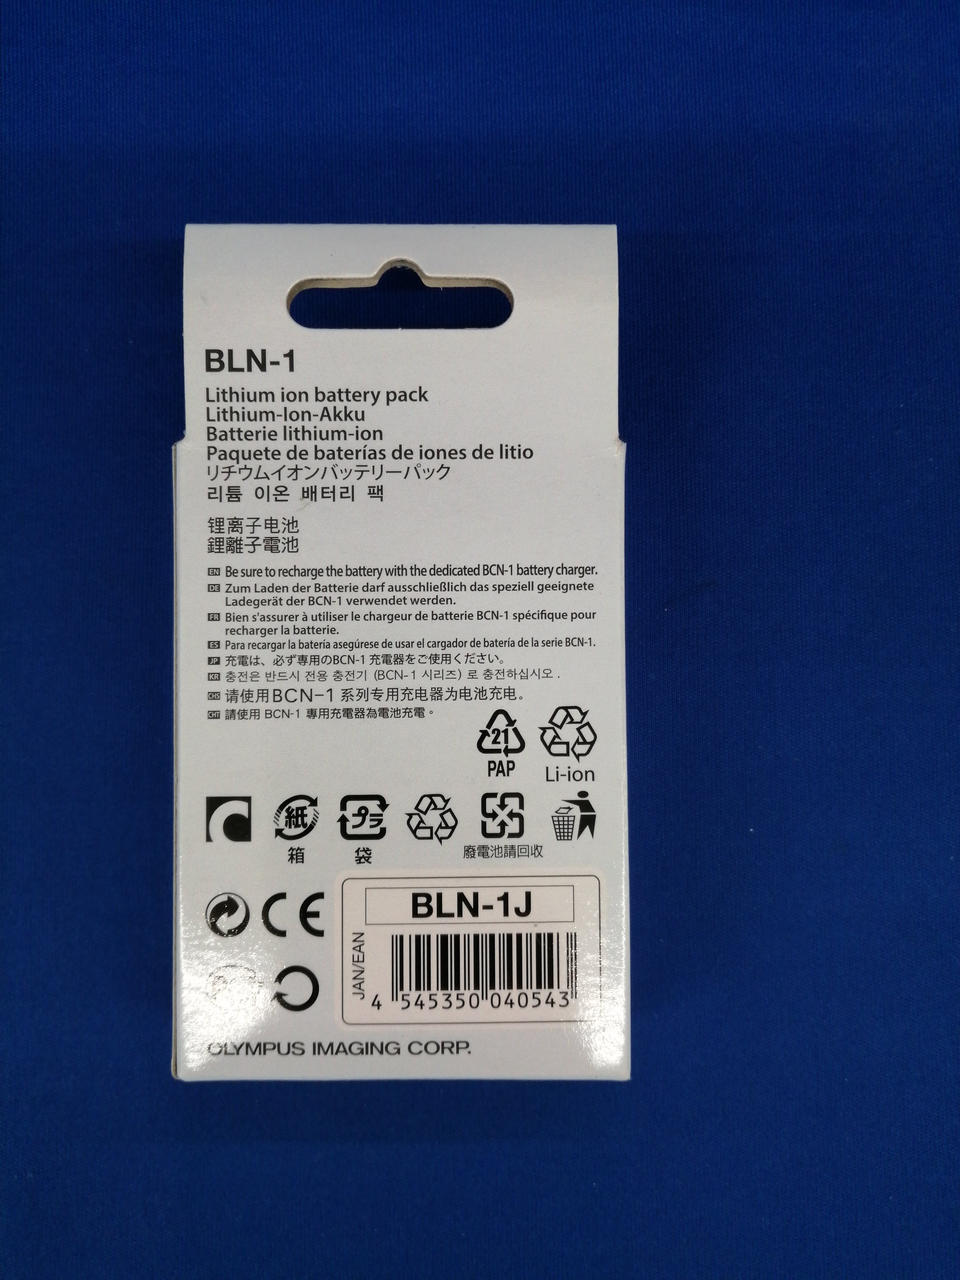 BLN-1
Lithium ion battery pack
Lithium-Ion-Akku
Batterie lithium-ion
Paquete de baterías de iones de litio
リチウムイオンバッテリーパック
리튬 이온 배터리 팩
锂离子电池
鋰離子電池
EN Be sure to recharge the battery with the dedicated BCN-1 battery charger.
DE Zum Laden der Batterie darf ausschließlich das speziell geeignete
Ladegerät der BCN-1 verwendet werden.
FR Bien s'assurer à utiliser le chargeur de batterie BCN-1 spécifique pour
recharger la batterie.
ES Para recargar la batería asegúrese de usar el cargador de batería de la serie BCN-1.
JP 充電は、必ず専用のBCN-1 充電器をご使用ください。
KR 충전은 반드시 전용 충전기 (BCN-1 시리즈) 로 충전하십시오 .
CHS 请使用BCN-1 系列专用充电器为电池充电。
CHT 請使用 BCN-1 專用充電器為電池充電。
21
PAP
Li-ion
紙
箱
プラ
袋
廢電池請回收
CE
BLN-1J
JAN/EAN
4 545350 040543
OLYMPUS IMAGING CORP.